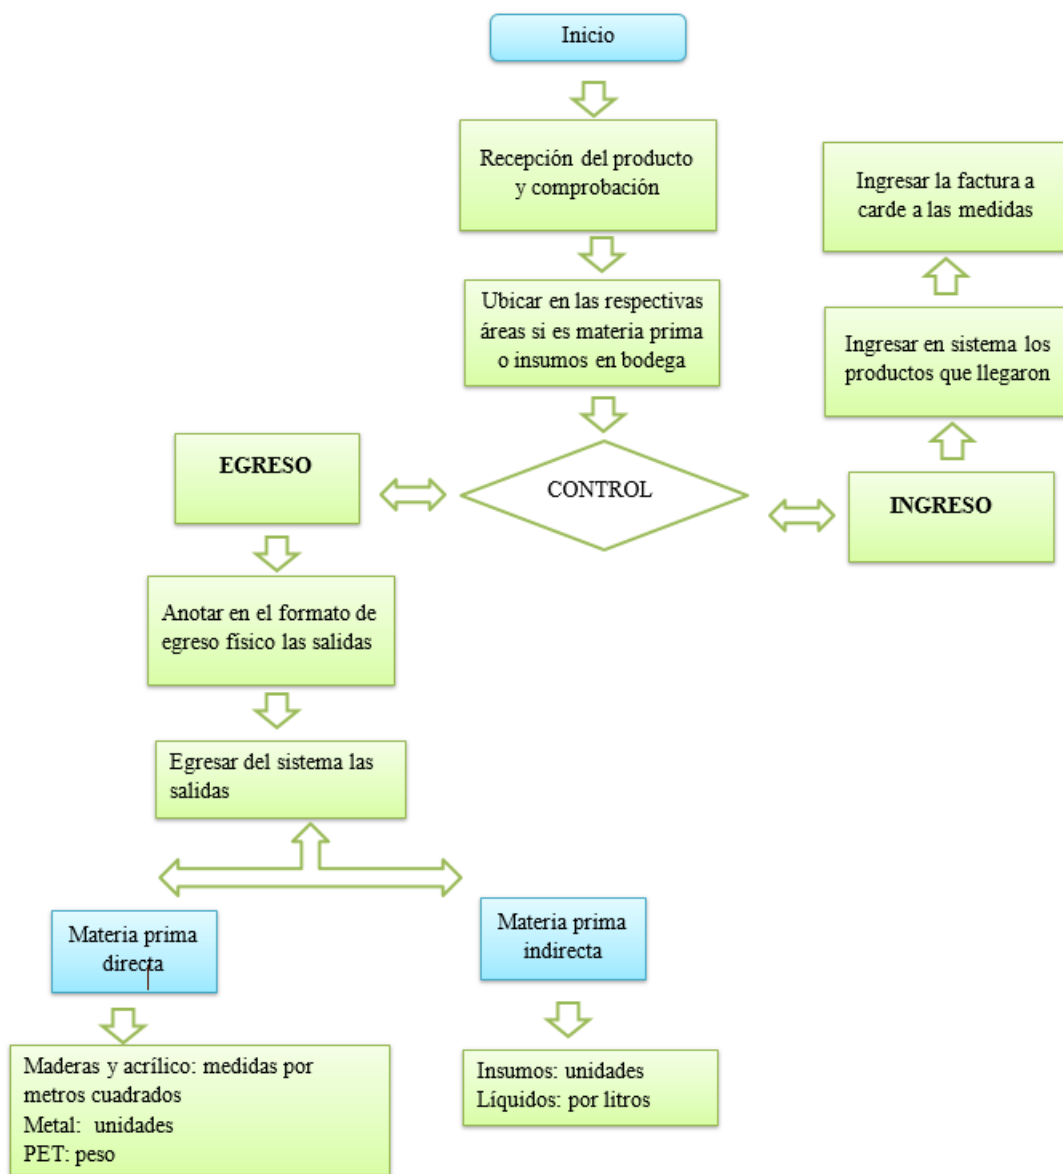 Inicio
Recepción del producto
y comprobación
Ubicar en las respectivas
áreas si es materia prima
o insumos en bodega
CONTROL
INGRESO
Ingresar en sistema los
productos que llegaron
Ingresar la factura a
carde a las medidas
EGRESO
Anotar en el formato de
egreso físico las salidas
Egresar del sistema las
salidas
Materia prima
directa
Maderas y acrílico: medidas por
metros cuadrados
Metal: unidades
PET: peso
Materia prima
indirecta
Insumos: unidades
Líquidos: por litros